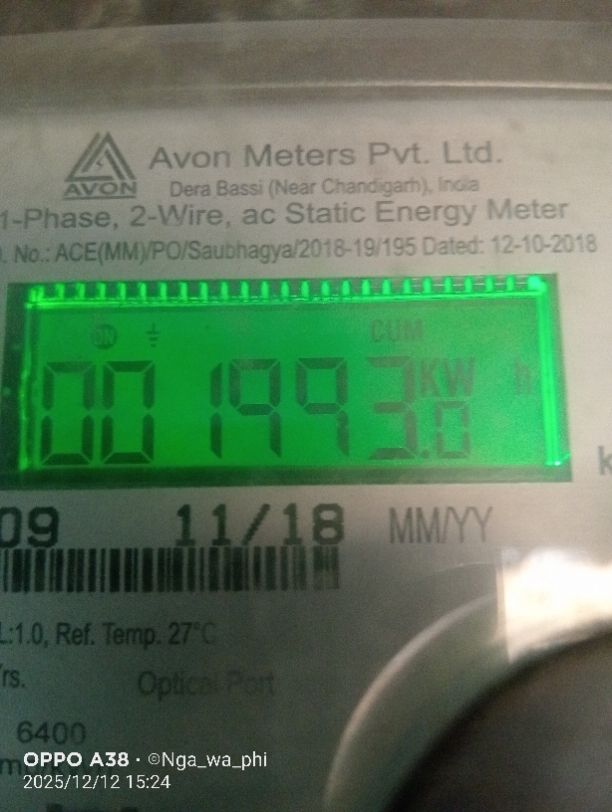 AVON
Avon Meters Pvt. Ltd.
Dera Bassi (Near Chandigarh), India
1-Phase, 2-Wire, ac Static Energy Meter
. No.: ACE(MM)/PO/Saubhagya/2018-19/195 Dated: 12-10-2018
ON CUM
001993.0 KW h
k
09 11/18 MM/YY
L:1.0, Ref. Temp. 27°C
rs. Optical Port
6400
OPPO A38 · ©Nga_wa_phi
2025/12/12 15:24